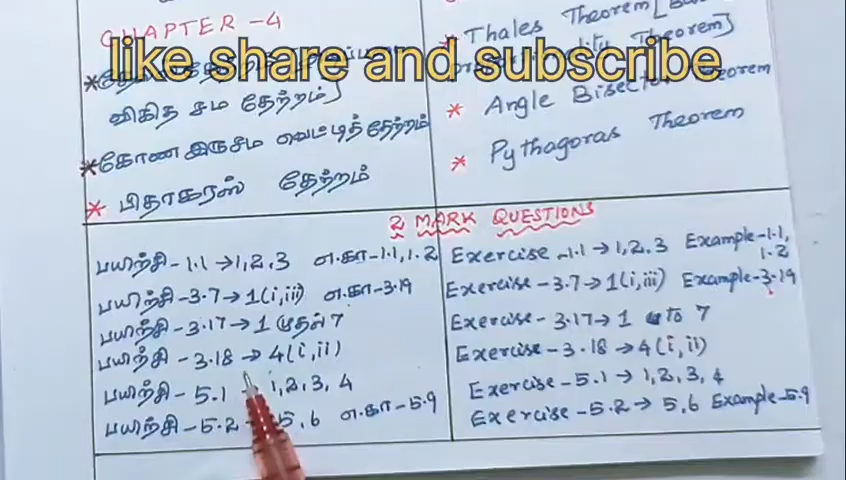 like share and subscribe
CHAPTER -4
விகித சம தேற்றம்]
* கோண இருசம வெட்டித் தேற்றம்
* பிதாகரஸ் தேற்றம்
* Thales Theorem
Theorem]
* Angle Bisector Theorem
* Pythagoras Theorem
2 MARK QUESTIONS
பயிற்சி - 1.1 → 1, 2, 3 எ.கா - 1.1, 1.2
பயிற்சி - 3.7 → 1 (i, ii) எ.கா - 3.19
பயிற்சி - 3.17 → 1 முதல் 7
பயிற்சி - 3.18 → 4 (i, ii)
பயிற்சி - 5.1 → 1, 2, 3, 4
பயிற்சி - 5.2 → 5, 6 எ.கா - 5.9
Exercise - 1.1 → 1, 2, 3 Example - 1.1,
1.2
Exercise - 3.7 → 1 (i, iii) Example - 3.19
Exercise - 3.17 → 1 to 7
Exercise - 3.18 → 4 (i, ii)
Exercise - 5.1 → 1, 2, 3, 4
Exercise - 5.2 → 5, 6 Example - 5.9